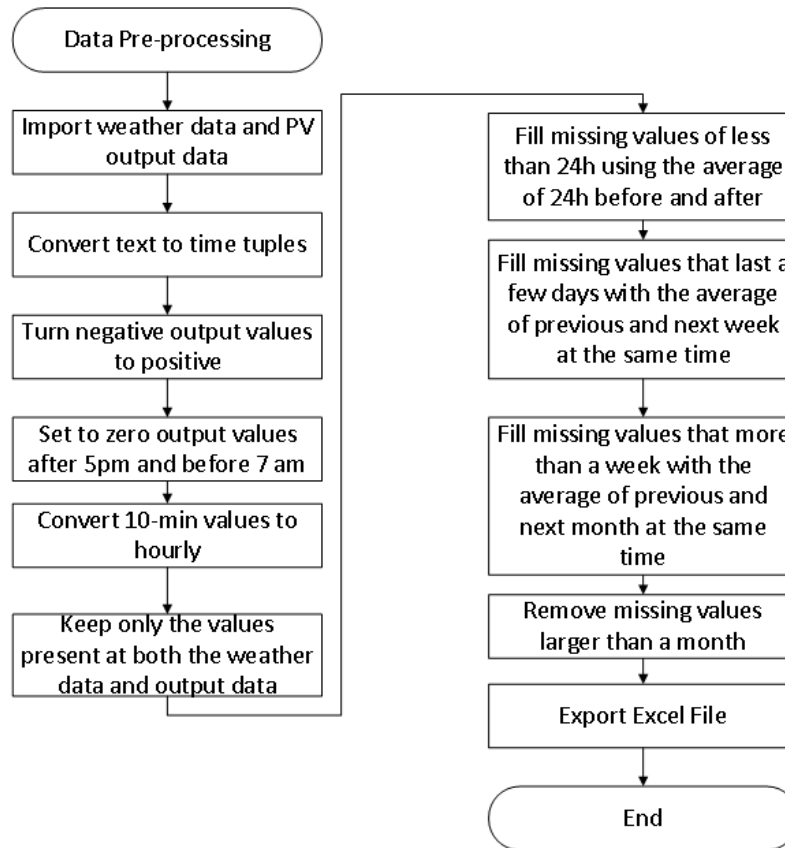 Data Pre-processing
Import weather data and PV
output data
Convert text to time tuples
Turn negative output values
to positive
Set to zero output values
after 5pm and before 7 am
Convert 10-min values to
hourly
Keep only the values
present at both the weather
data and output data
Fill missing values of less
than 24h using the average
of 24h before and after
Fill missing values that last a
few days with the average
of previous and next week
at the same time
Fill missing values that more
than a week with the
average of previous and
next month at the same
time
Remove missing values
larger than a month
Export Excel File
End